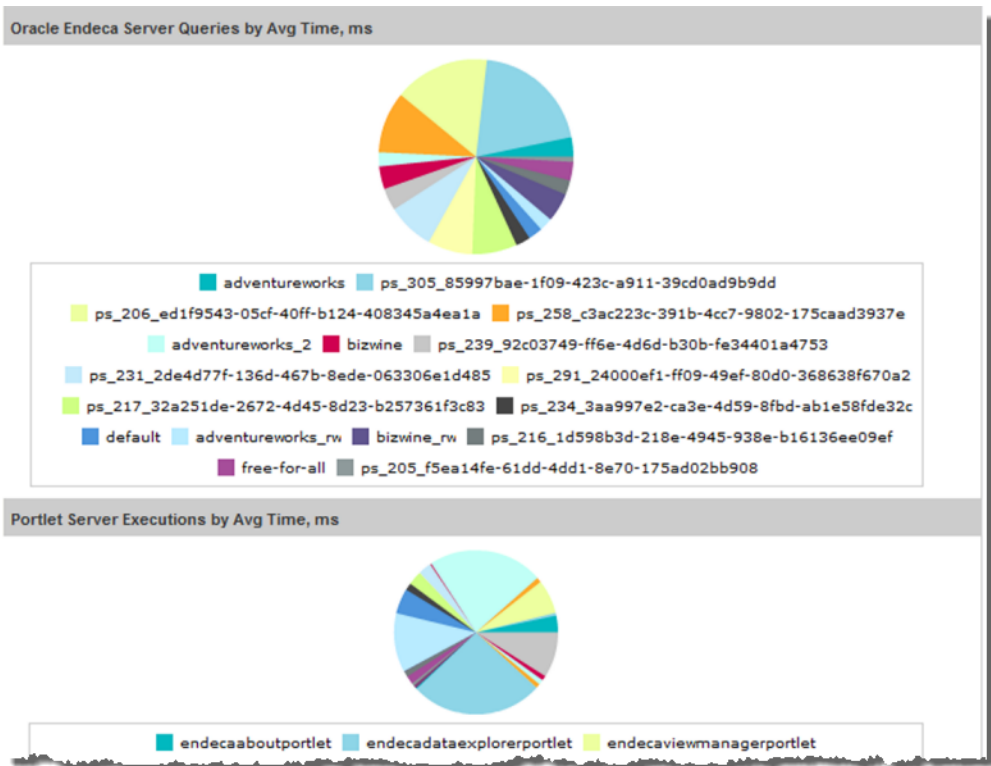 Oracle Endeca Server Queries by Avg Time, ms
adventureworks ps_305_85997bae-1f09-423c-a911-39cd0ad9b9dd
ps_206_ed1f9543-05cf-40ff-b124-408345a4ea1a ps_258_c3ac223c-391b-4cc7-9802-175caad3937e
adventureworks_2 bizwine ps_239_92c03749-ff6e-4d6d-b30b-fe34401a4753
ps_231_2de4d77f-136d-467b-8ede-063306e1d485 ps_291_24000ef1-ff09-49ef-80d0-368638f670a2
ps_217_32a251de-2672-4d45-8d23-b257361f3c83 ps_234_3aa997e2-ca3e-4d59-8fbd-ab1e58fde32c
default adventureworks_rw bizwine_rw ps_216_1d598b3d-218e-4945-938e-b16136ee09ef
free-for-all ps_205_f5ea14fe-61dd-4dd1-8e70-175ad02bb908
Portlet Server Executions by Avg Time, ms
endecaaboutportlet endecadataexplorerportlet endecaviewmanagerportlet